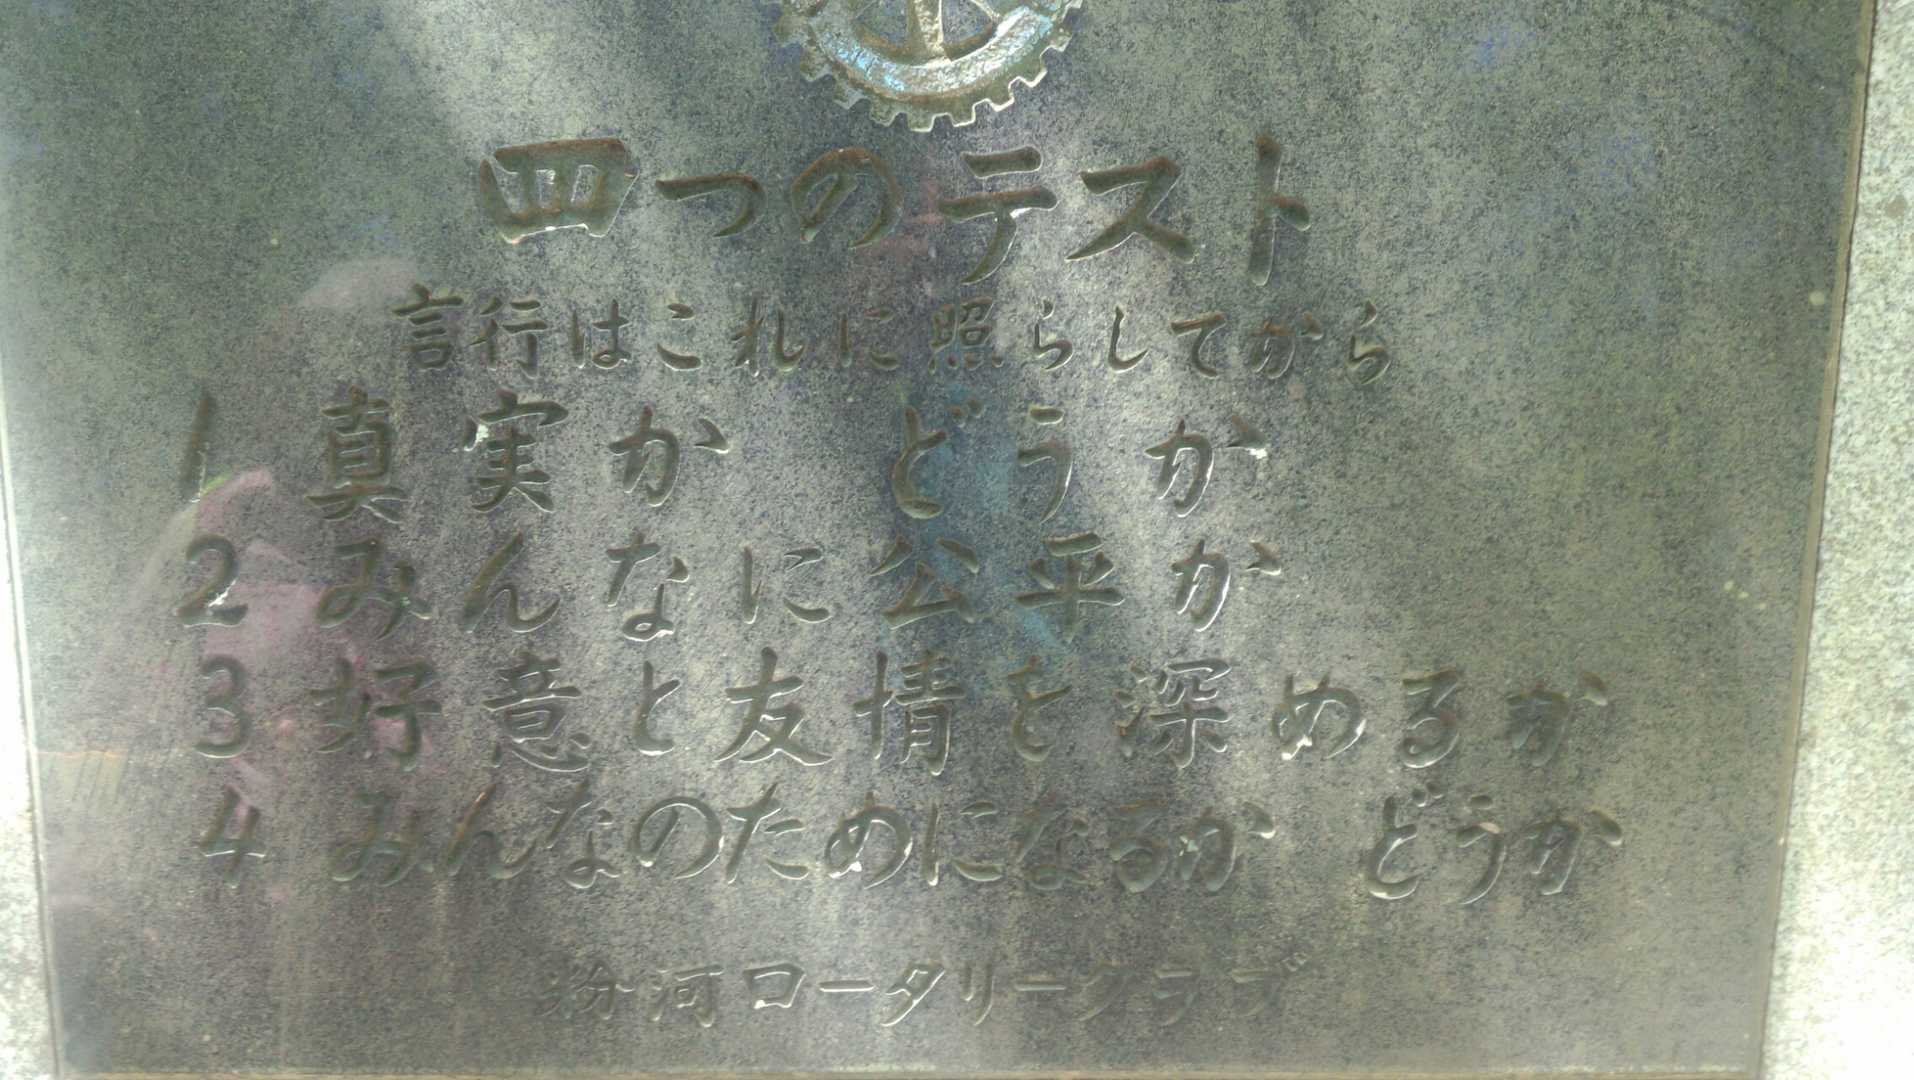 四つのテスト
言行はこれに照らしてから
1 真実か どうか
2 みんなに公平か
3 好意と友情を深めるか
4 みんなのためになるか どうか
河ロータリークラブ